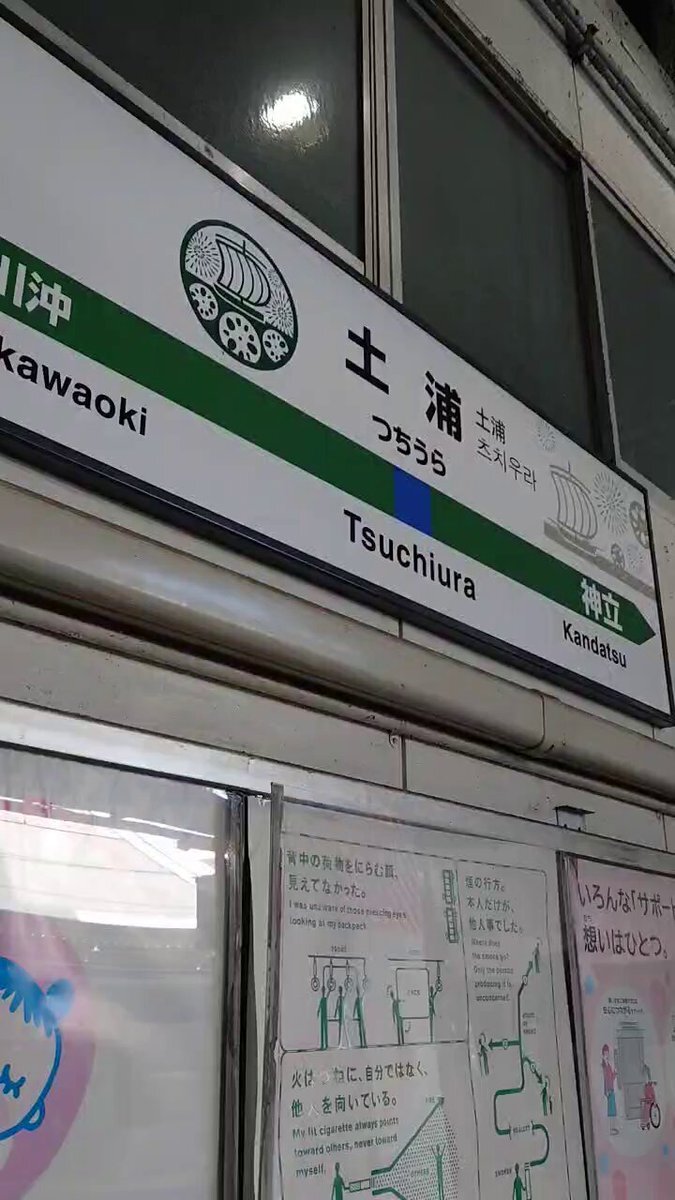 川沖
kawaoki
土浦
つちうら
土浦
츠치우라
Tsuchiura
神立
Kandatsu
背中の荷物をにらむ顔、
見えてなかった。
I was unaware of those piercing eyes
looking at my backpack.
煙の行方。
本人だけが、
他人事でした。
Where does
the smoke go?
Only the person
producing it is
unconcerned.
火は つねに、自分ではなく、
他人を向いている。
My lit cigarette always points
toward others, never toward
myself.
いろんな「サポー
想いはひとつ。